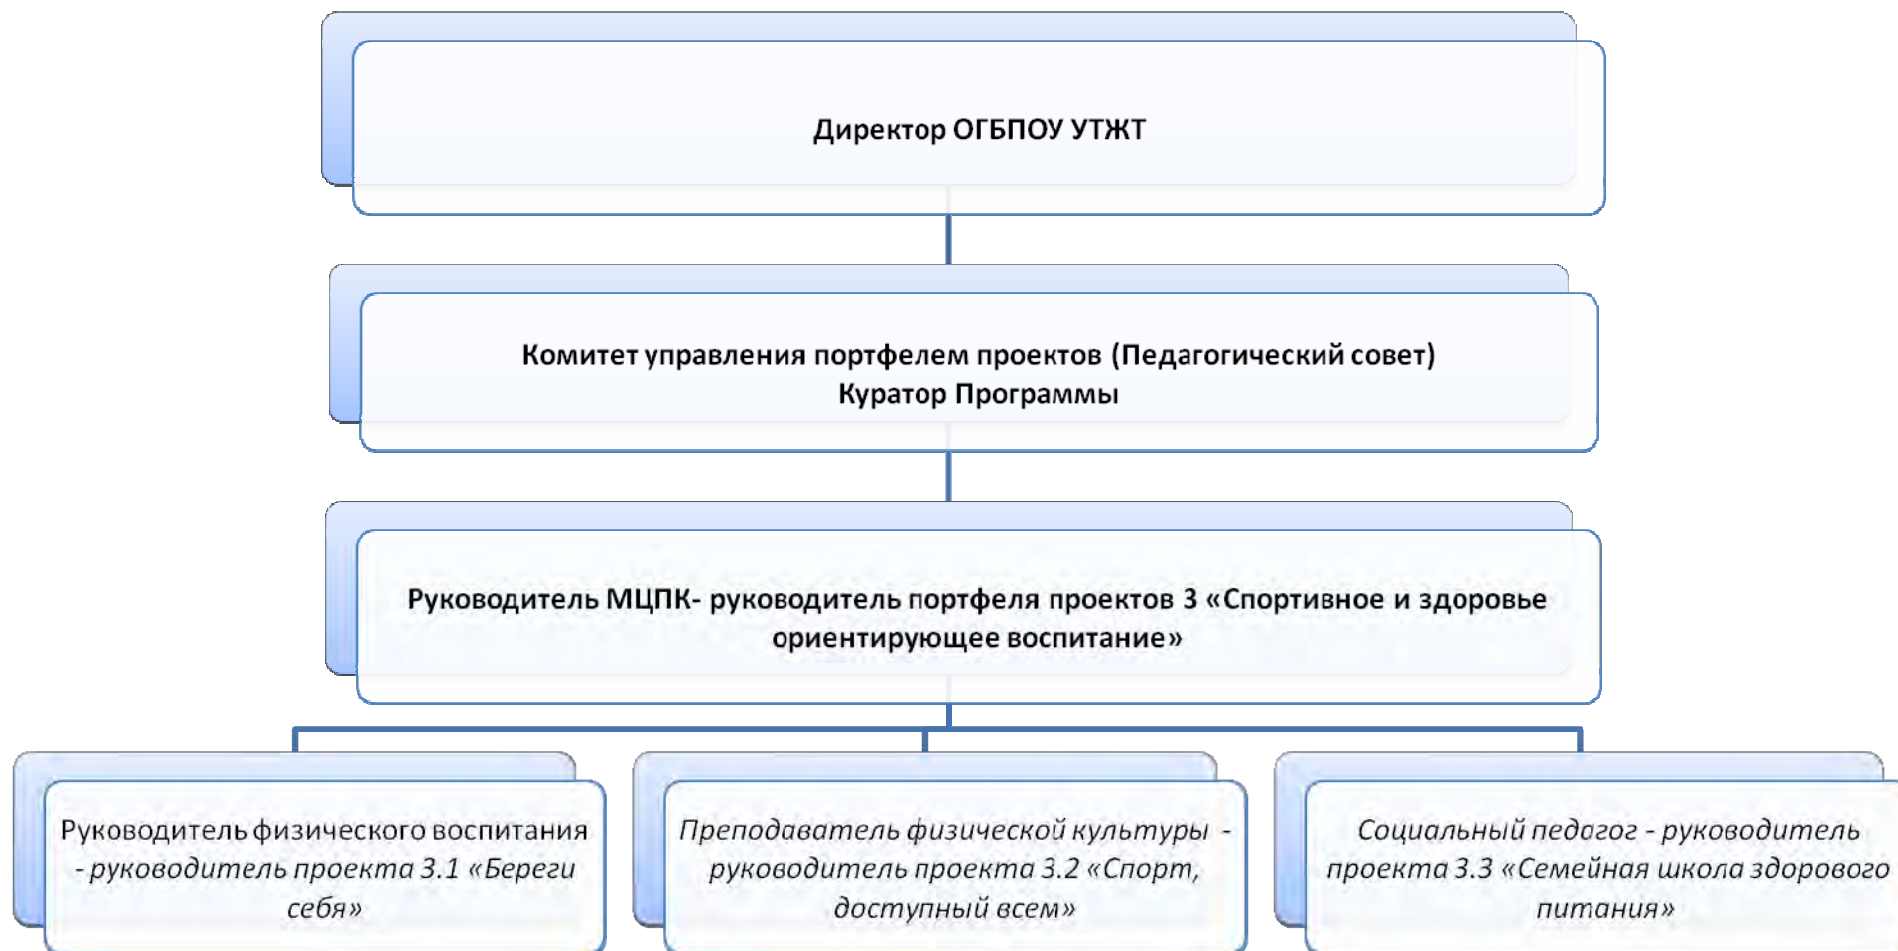 Директор ОГБПОУ УТЖТ
Комитет управления портфелем проектов (Педагогический совет)
Куратор Программы
Руководитель МЦПК- руководитель портфеля проектов 3 «Спортивное и здоровье
ориентирующее воспитание»
Руководитель физического воспитания
- руководитель проекта 3.1 «Береги
себя»
Преподаватель физической культуры -
руководитель проекта 3.2 «Спорт,
доступный всем»
Социальный педагог - руководитель
проекта 3.3 «Семейная школа здорового
питания»